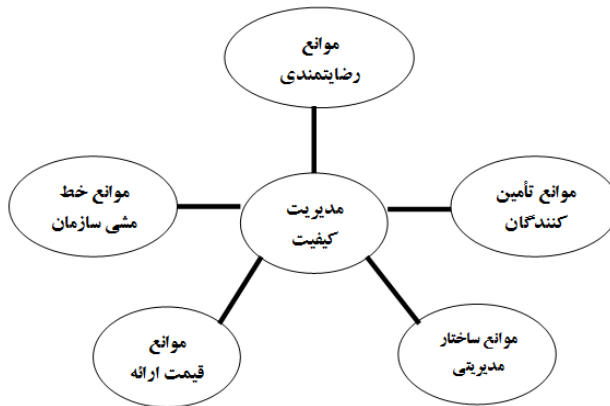 موانع
رضایتمندی
موانع تأمین
کنندگان
موانع خط
مشی سازمان
مدیریت
کیفیت
موانع ساختار
مدیریتی
موانع
قیمت ارائه